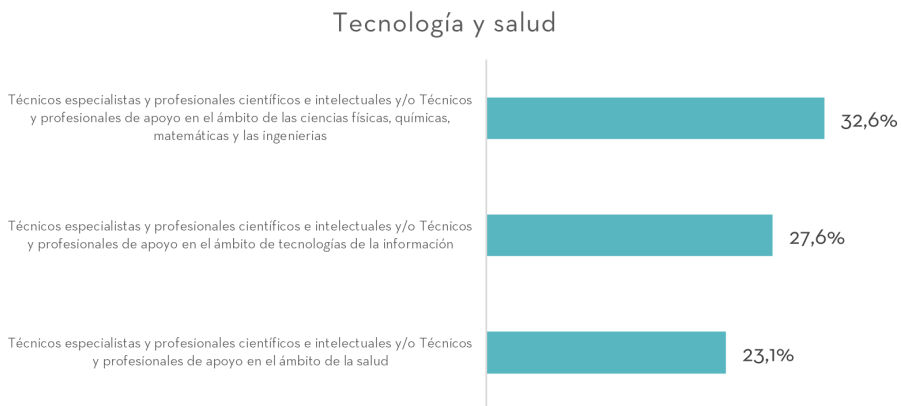 Tecnología y salud
Técnicos especialistas y profesionales científicos e intelectuales y/o Técnicos
y profesionales de apoyo en el ámbito de las ciencias físicas, químicas,
matemáticas y las ingenierias
32,6%
Técnicos especialistas y profesionales científicos e intelectuales y/o Técnicos
y profesionales de apoyo en el ámbito de tecnologías de la información
27,6%
Técnicos especialistas y profesionales científicos e intelectuales y/o Técnicos
y profesionales de apoyo en el ámbito de la salud
23,1%